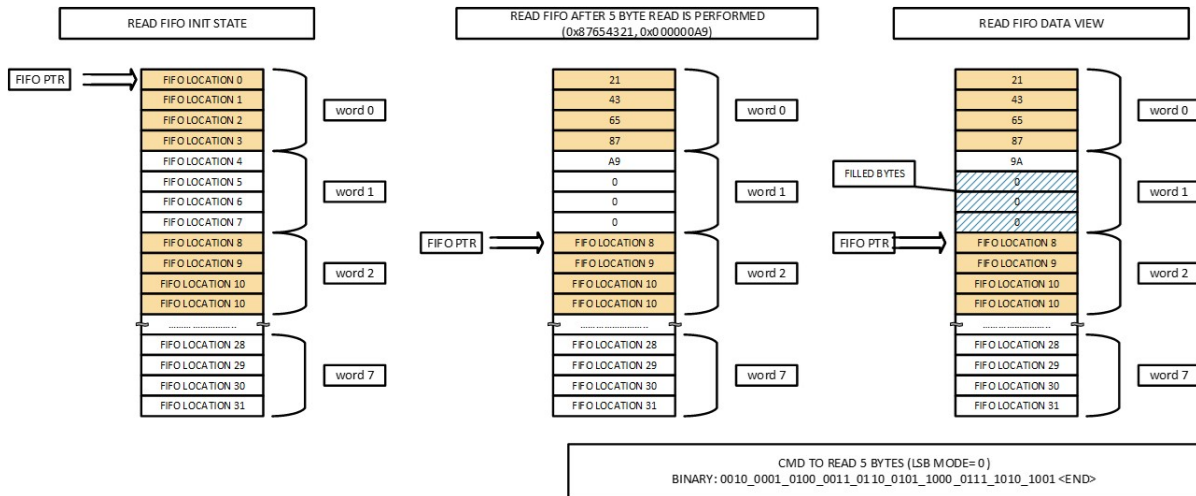 READ FIFO INIT STATE
READ FIFO AFTER 5 BYTE READ IS PERFORMED
(0x87654321, 0x000000A9)
READ FIFO DATA VIEW
FIFO PTR
FIFO LOCATION 0
FIFO LOCATION 1
FIFO LOCATION 2
FIFO LOCATION 3
FIFO LOCATION 4
FIFO LOCATION 5
FIFO LOCATION 6
FIFO LOCATION 7
FIFO LOCATION 8
FIFO LOCATION 9
FIFO LOCATION 10
FIFO LOCATION 10
FIFO LOCATION 28
FIFO LOCATION 29
FIFO LOCATION 30
FIFO LOCATION 31
word 0
word 1
word 2
word 7
FIFO PTR
21
43
65
87
A9
0
0
0
FIFO LOCATION 8
FIFO LOCATION 9
FIFO LOCATION 10
FIFO LOCATION 10
FIFO LOCATION 28
FIFO LOCATION 29
FIFO LOCATION 30
FIFO LOCATION 31
word 0
word 1
word 2
word 7
FILLED BYTES
FIFO PTR
21
43
65
87
9A
0
0
0
FIFO LOCATION 8
FIFO LOCATION 9
FIFO LOCATION 10
FIFO LOCATION 10
FIFO LOCATION 28
FIFO LOCATION 29
FIFO LOCATION 30
FIFO LOCATION 31
word 0
word 1
word 2
word 7
CMD TO READ 5 BYTES (LSB MODE= 0 )
BINARY: 0010_0001_0100_0011_0110_0101_1000_0111_1010_1001 <END>